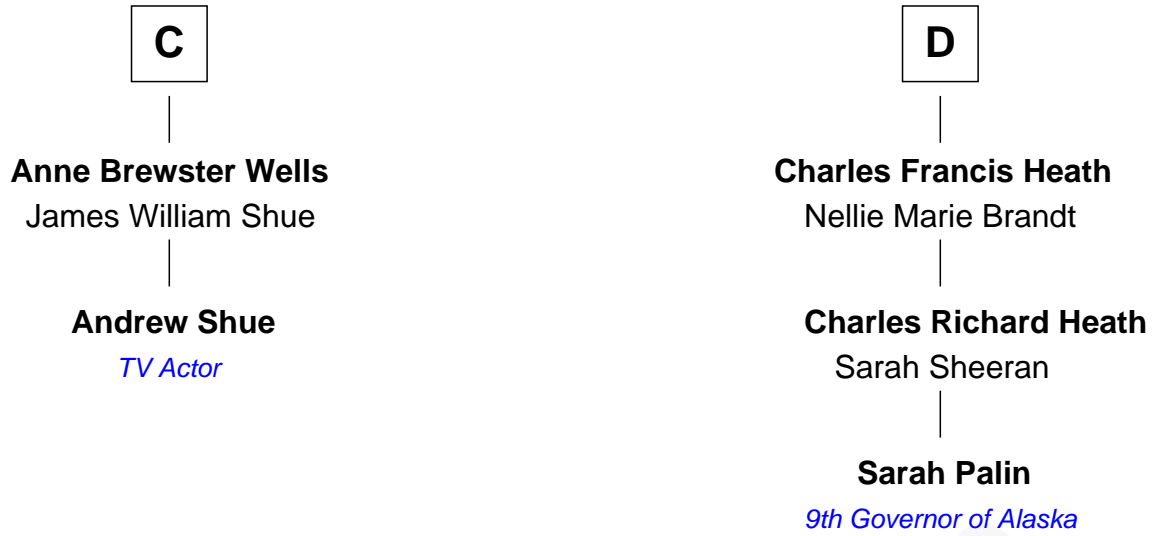 C
Anne Brewster Wells
James William Shue
Andrew Shue
TV Actor
D
Charles Francis Heath
Nellie Marie Brandt
Charles Richard Heath
Sarah Sheeran
Sarah Palin
9th Governor of Alaska